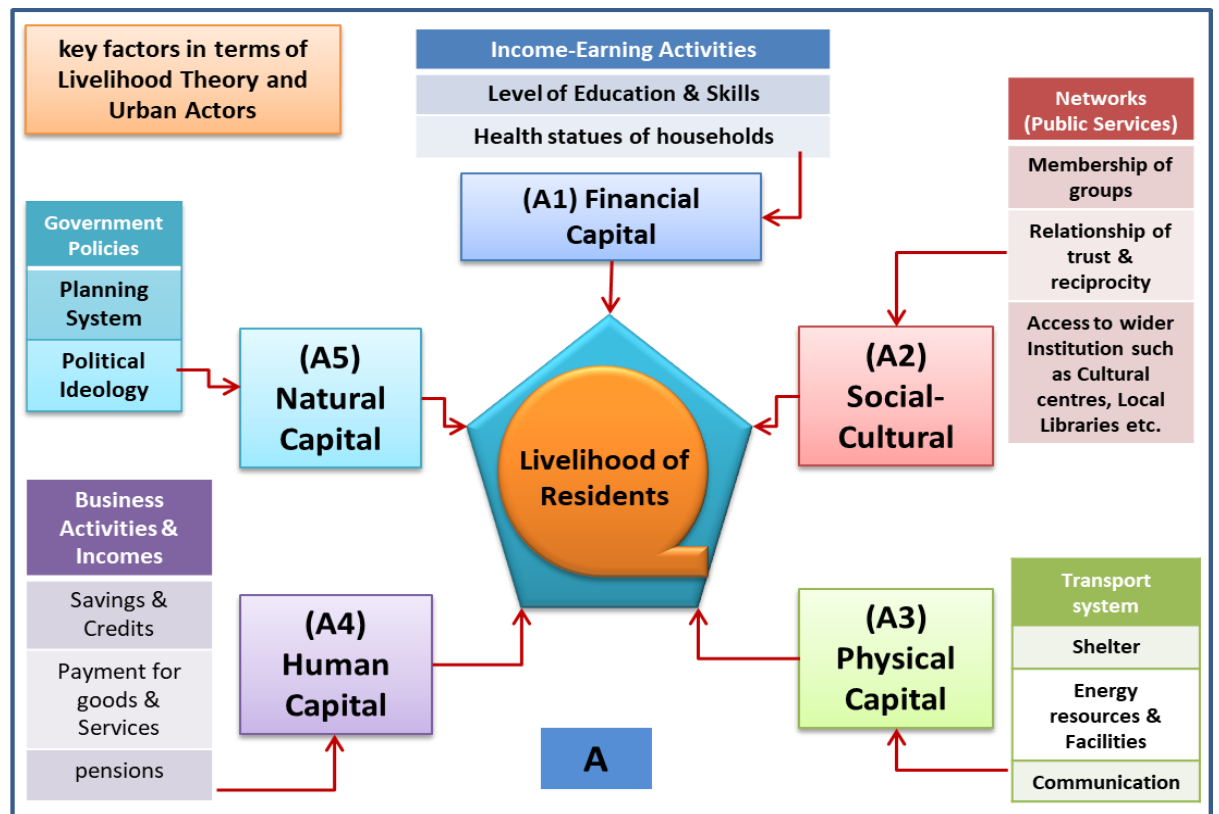 key factors in terms of
Livelihood Theory and
Urban Actors
Income-Earning Activities
Level of Education & Skills
Health statues of households
(A1) Financial
Capital
Networks
(Public Services)
Membership of
groups
Relationship of
trust &
reciprocity
Access to wider
Institution such
as Cultural
centres, Local
Libraries etc.
Government
Policies
Planning
System
Political
Ideology
(A5)
Natural
Capital
(A2)
Social-
Cultural
Livelihood of
Residents
Business
Activities &
Incomes
Savings &
Credits
Payment for
goods &
Services
pensions
(A4)
Human
Capital
(A3)
Physical
Capital
Transport
system
Shelter
Energy
resources &
Facilities
Communication
A